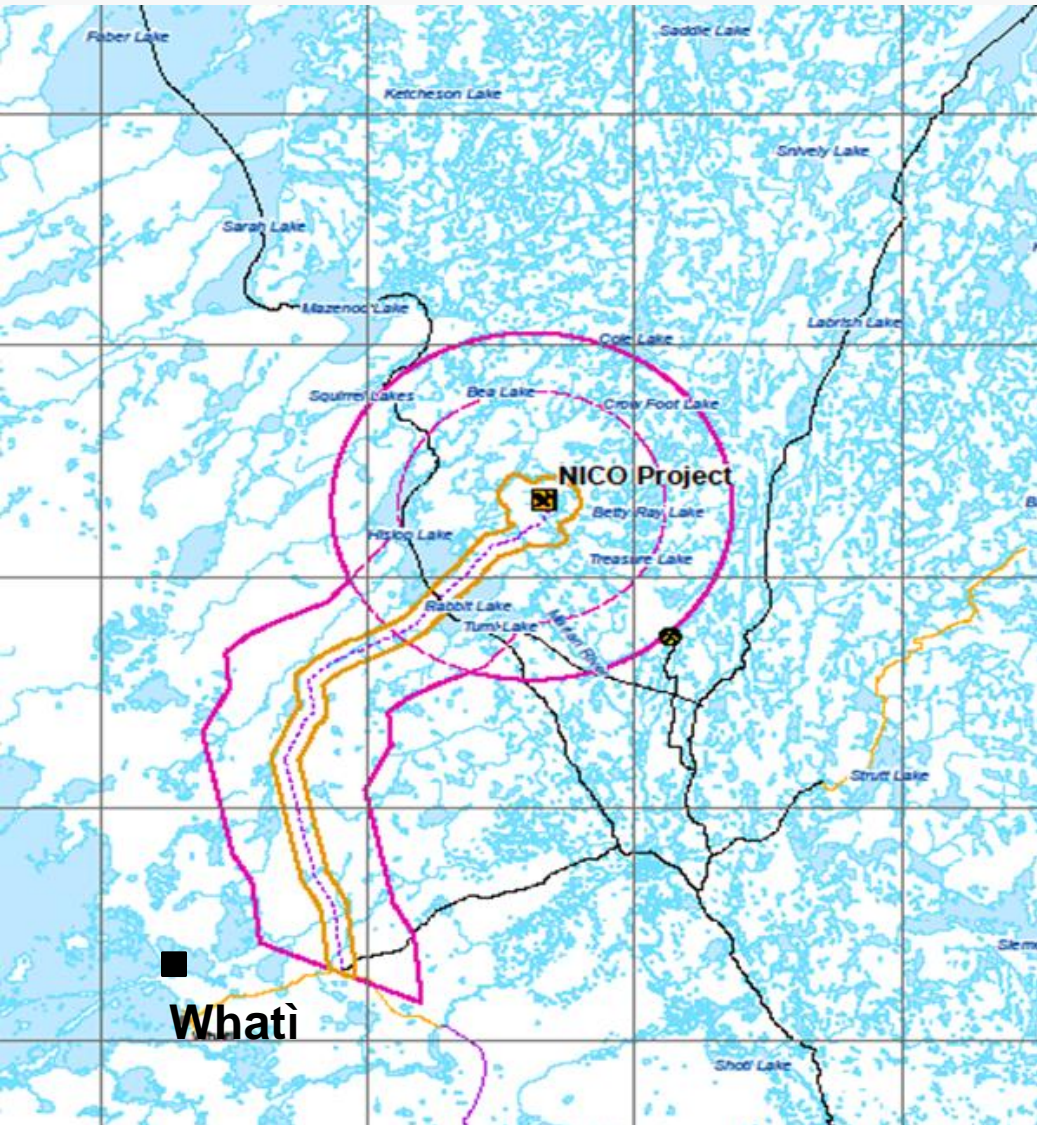 Faber Lake
Saddle Lake
Ketcheson Lake
Snively Lake
Sarah Lake
Mazenod Lake
Labrish Lake
Cole Lake
Squirrel Lakes
Bea Lake
Crow Foot Lake
NICO Project
Betty Ray Lake
Hislop Lake
Treasure Lake
Rabbit Lake
Tumi Lake
Marian River
Strutt Lake
Slem
Whatì
Shoti Lake